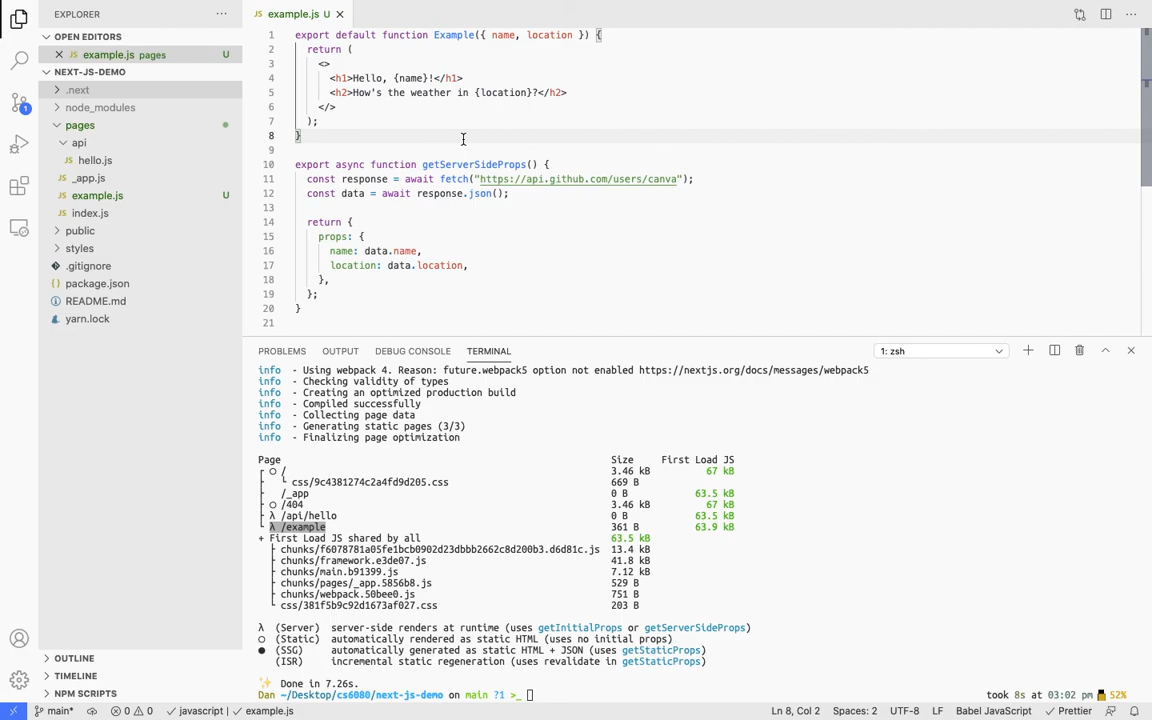 EXPLORER
OPEN EDITORS
example.js pages U
NEXT-JS-DEMO
.next
node_modules
pages
api
hello.js
_app.js
example.js U
index.js
public
styles
.gitignore
package.json
README.md
yarn.lock
OUTLINE
TIMELINE
NPM SCRIPTS
1
JS example.js U
1 export default function Example({ name, location }) {
2 return (
3 <>
4 <h1>Hello, {name}!</h1>
5 <h2>How's the weather in {location}?</h2>
6 </>
7 );
8 }
9
10 export async function getServerSideProps() {
11 const response = await fetch("https://api.github.com/users/canva");
12 const data = await response.json();
13
14 return {
15 props: {
16 name: data.name,
17 location: data.location,
18 },
19 };
20 }
21
PROBLEMS OUTPUT DEBUG CONSOLE TERMINAL 1: zsh
info - Using webpack 4. Reason: future.webpack5 option not enabled https://nextjs.org/docs/messages/webpack5
info - Checking validity of types
info - Creating an optimized production build
info - Compiled successfully
info - Collecting page data
info - Generating static pages (3/3)
info - Finalizing page optimization
Page Size First Load JS
┌ ○ / 3.46 kB 67 kB
├ └ css/9c4381274c2a4fd9d205.css 669 B
├ /_app 0 B 63.5 kB
├ ○ /404 3.46 kB 67 kB
├ λ /api/hello 0 B 63.5 kB
└ λ /example 361 B 63.9 kB
+ First Load JS shared by all 63.5 kB
├ chunks/f6078781a05fe1bcb0902d23dbbb2662c8d200b3.d6d81c.js 13.4 kB
├ chunks/framework.e3de07.js 41.8 kB
├ chunks/main.b91399.js 7.12 kB
├ chunks/pages/_app.5856b8.js 529 B
├ chunks/webpack.50bee0.js 751 B
└ css/381f5b9c92d1673af027.css 203 B
λ (Server) server-side renders at runtime (uses getInitialProps or getServerSideProps)
○ (Static) automatically rendered as static HTML (uses no initial props)
● (SSG) automatically generated as static HTML + JSON (uses getStaticProps)
(ISR) incremental static regeneration (uses revalidate in getStaticProps)
✨ Done in 7.26s.
Dan ~/Desktop/cs6080/next-js-demo on main ?1 >_ took 8s at 03:02 pm 52%
main* 0 0 javascript | example.js Ln 8, Col 2 Spaces: 2 UTF-8 LF Babel JavaScript Prettier